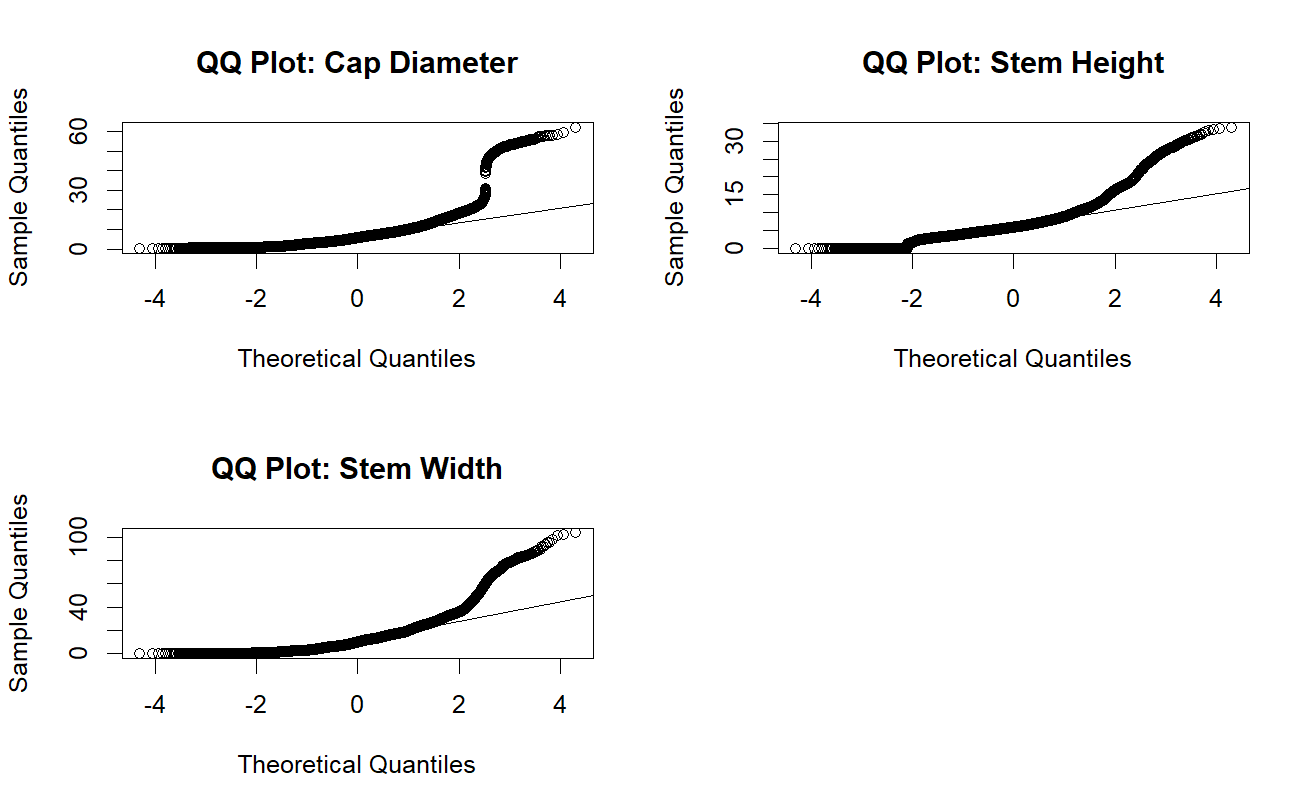 QQ Plot: Cap Diameter
Sample Quantiles
60
30
0
-4 -2 0 2 4
Theoretical Quantiles
QQ Plot: Stem Height
Sample Quantiles
30
15
0
-4 -2 0 2 4
Theoretical Quantiles
QQ Plot: Stem Width
Sample Quantiles
100
40
0
-4 -2 0 2 4
Theoretical Quantiles